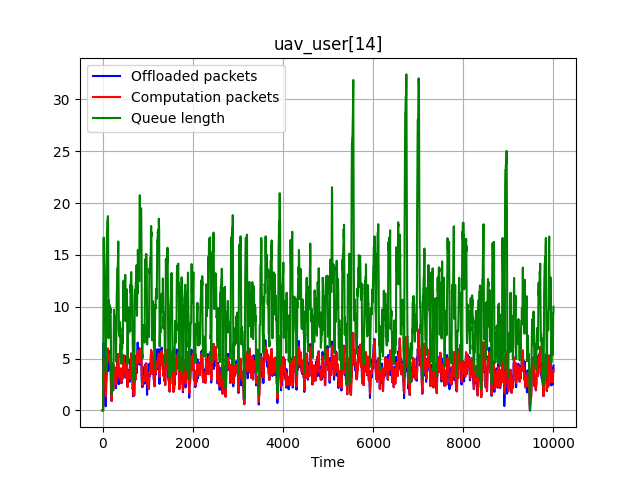 uav_user[14]
Offloaded packets
Computation packets
Queue length
30
25
20
15
10
5
0
0 2000 4000 6000 8000 10000
Time